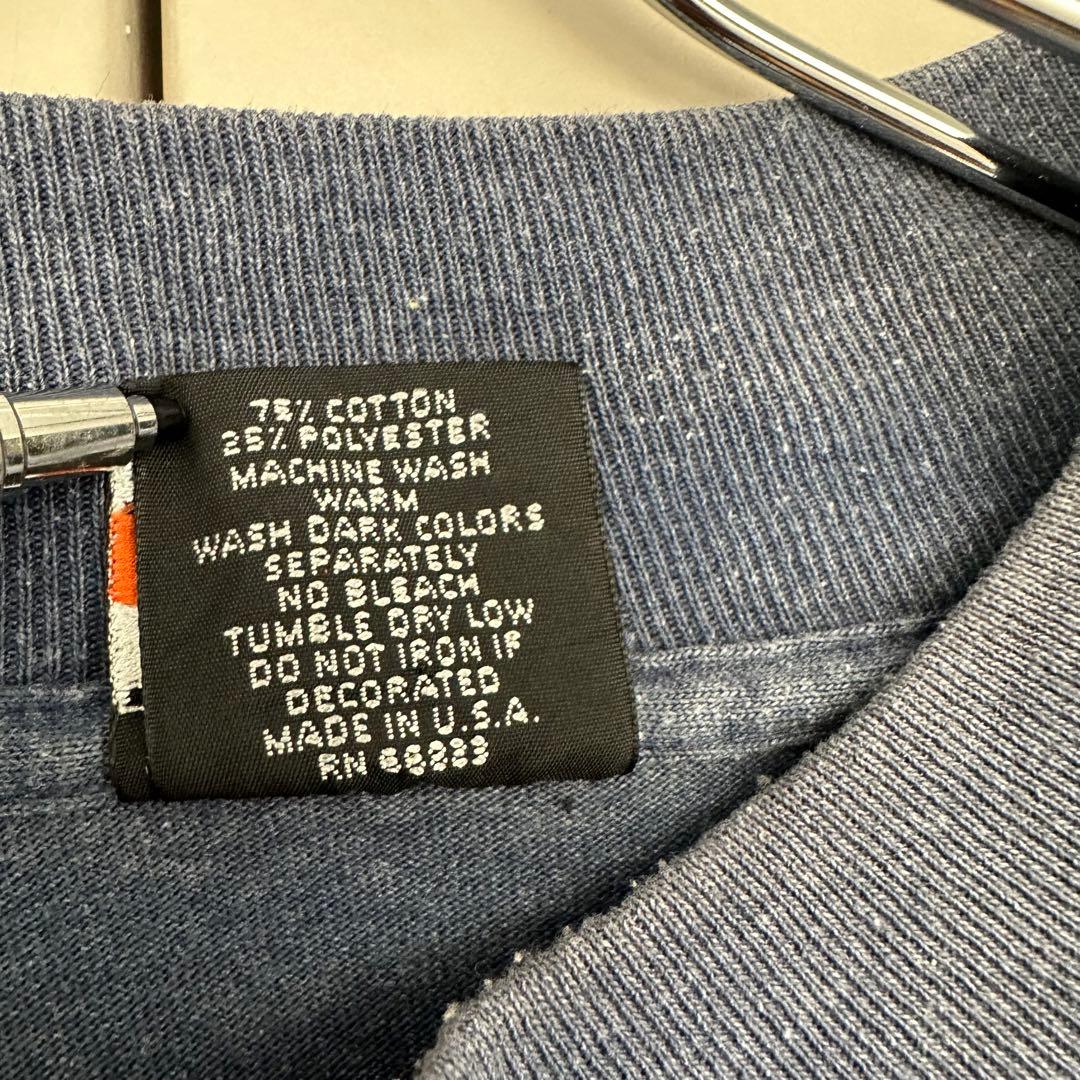 75% COTTON
25% POLYESTER
MACHINE WASH
WARM
WASH DARK COLORS
SEPARATELY
NO BLEACH
TUMBLE DRY LOW
DO NOT IRON IF
DECORATED
MADE IN U.S.A.
RN